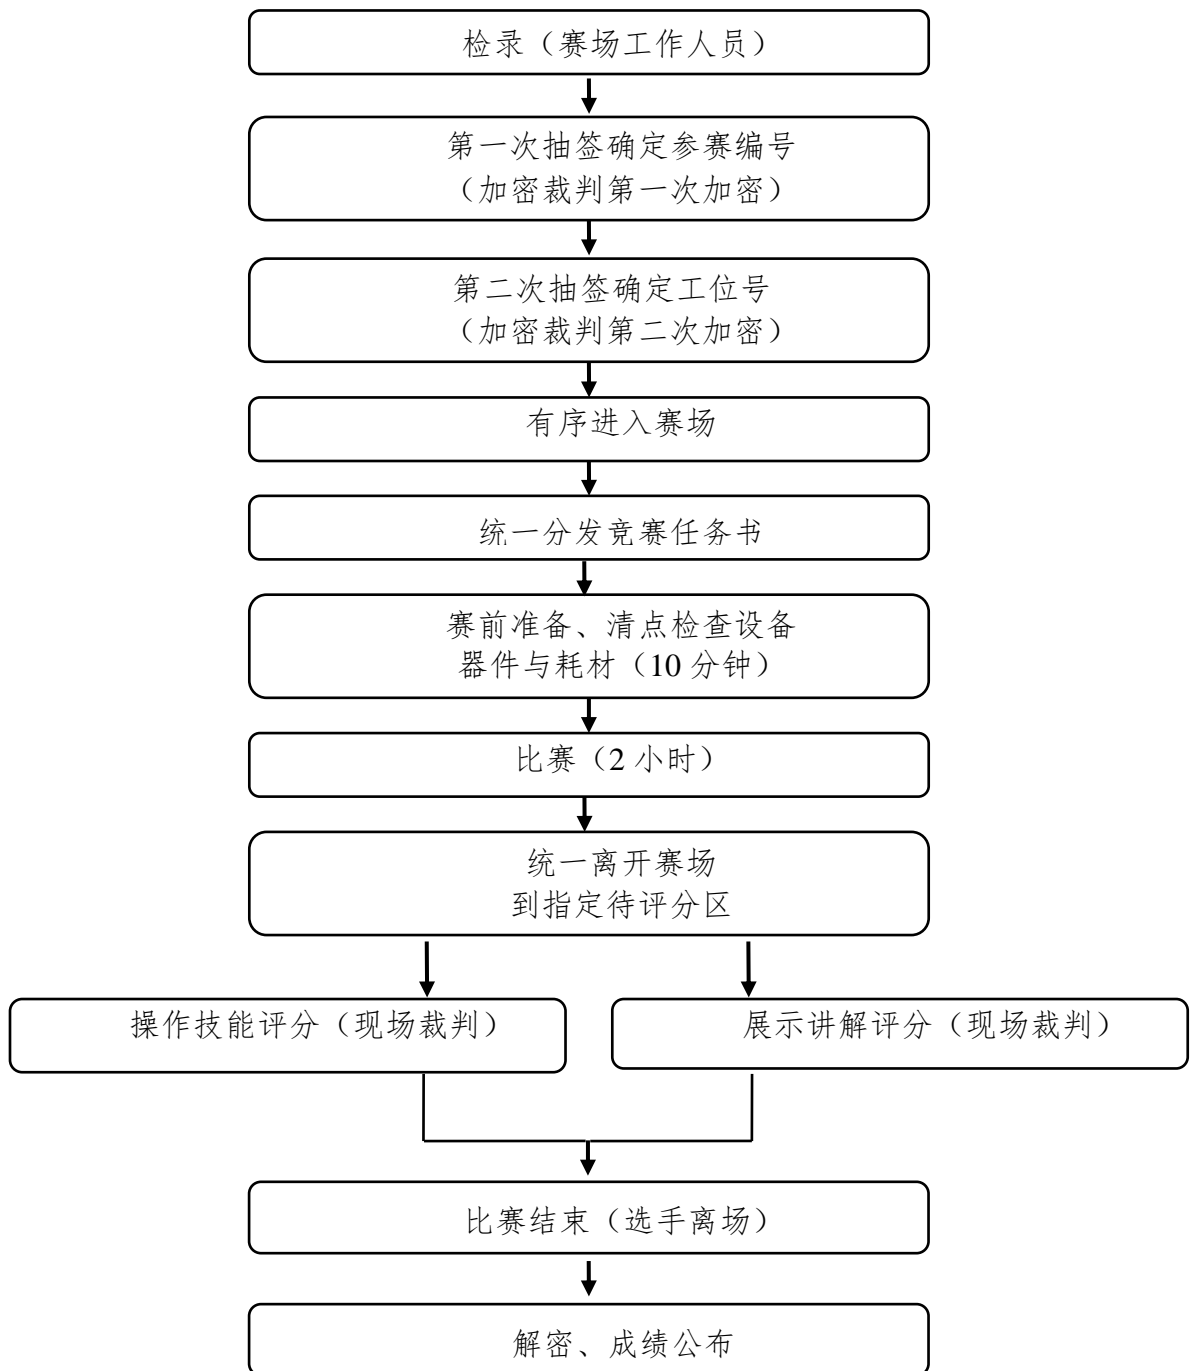 检录（赛场工作人员）
第一次抽签确定参赛编号
（加密裁判第一次加密）
第二次抽签确定工位号
（加密裁判第二次加密）
有序进入赛场
统一分发竞赛任务书
赛前准备、清点检查设备
器件与耗材（10 分钟）
比赛（2 小时）
统一离开赛场
到指定待评分区
操作技能评分（现场裁判）
展示讲解评分（现场裁判）
比赛结束（选手离场）
解密、成绩公布